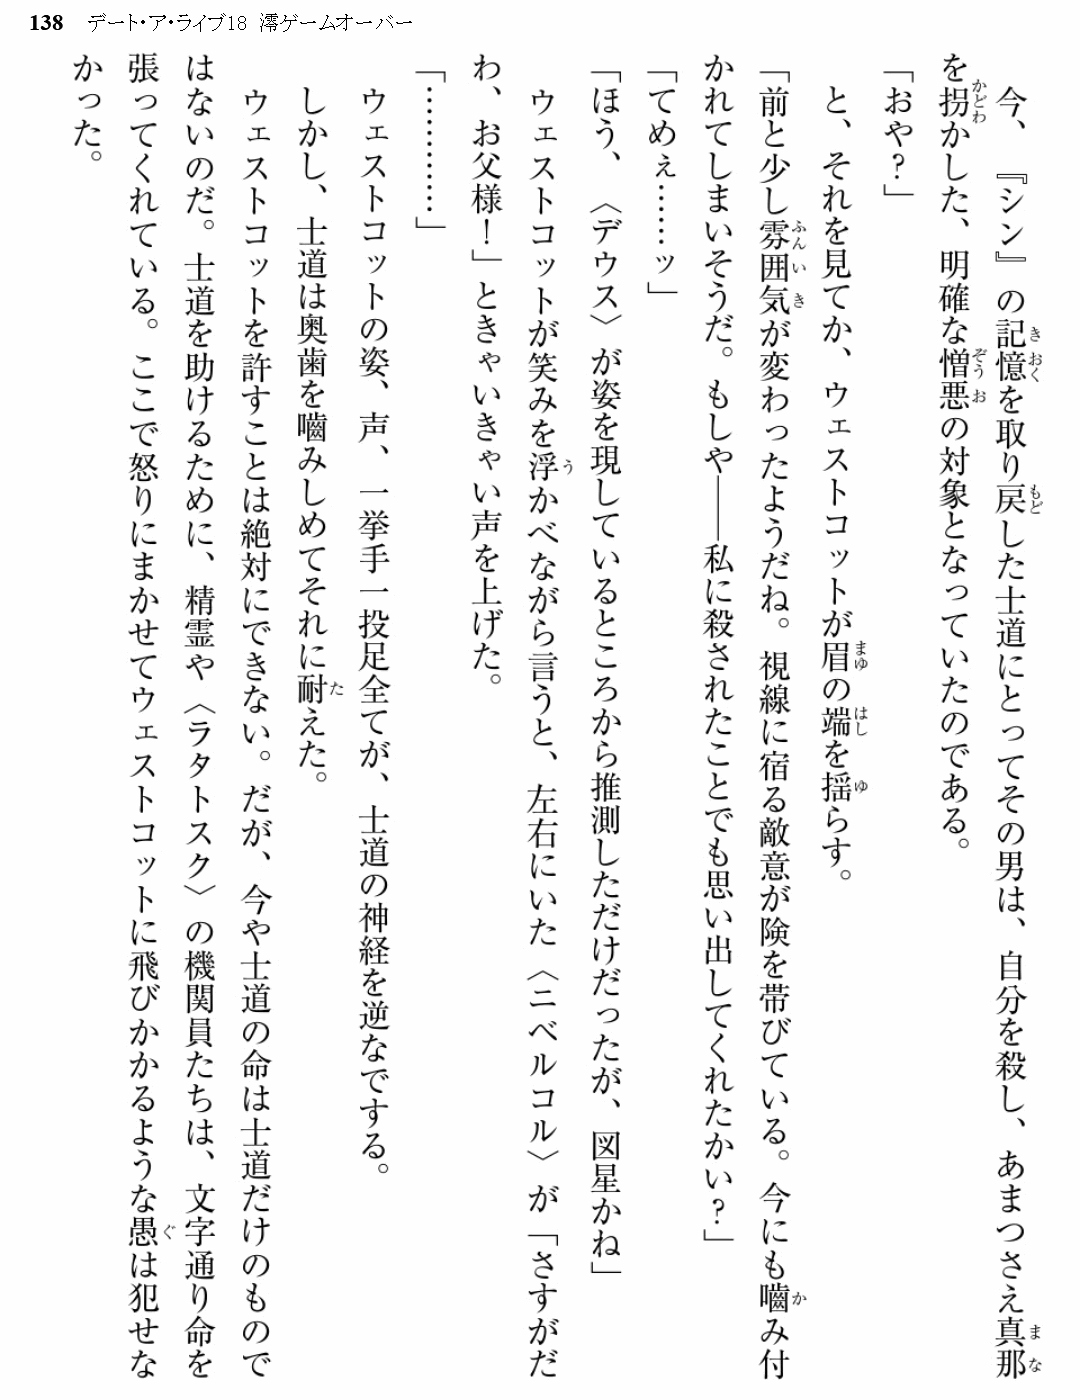 138 デート・ア・ライブ18 澪ゲームオーバー
今、『シン』の記憶を取り戻した士道にとってその男は、自分を殺し、あまつさえ真那
を拐かした、明確な憎悪の対象となっていたのである。
「おや？」
と、それを見てか、ウェストコットが眉の端を揺らす。
「前と少し雰囲気が変わったようだね。視線に宿る敵意が険を帯びている。今にも嚙み付
かれてしまいそうだ。もしや――私に殺されたことでも思い出してくれたかい？」
「てめぇ……ッ」
「ほう、〈デウス〉が姿を現しているところから推測しただけだったが、図星かね」
ウェストコットが笑みを浮かべながら言うと、左右にいた〈ニベルコル〉が「さすがだ
わ、お父様！」ときゃいきゃい声を上げた。
「…………」
ウェストコットの姿、声、一挙手一投足全てが、士道の神経を逆なでする。
しかし、士道は奥歯を嚙みしめてそれに耐えた。
ウェストコットを許すことは絶対にできない。だが、今や士道の命は士道だけのもので
はないのだ。士道を助けるために、精霊や〈ラタトスク〉の機関員たちは、文字通り命を
張ってくれている。ここで怒りにまかせてウェストコットに飛びかかるような愚は犯せな
かった。